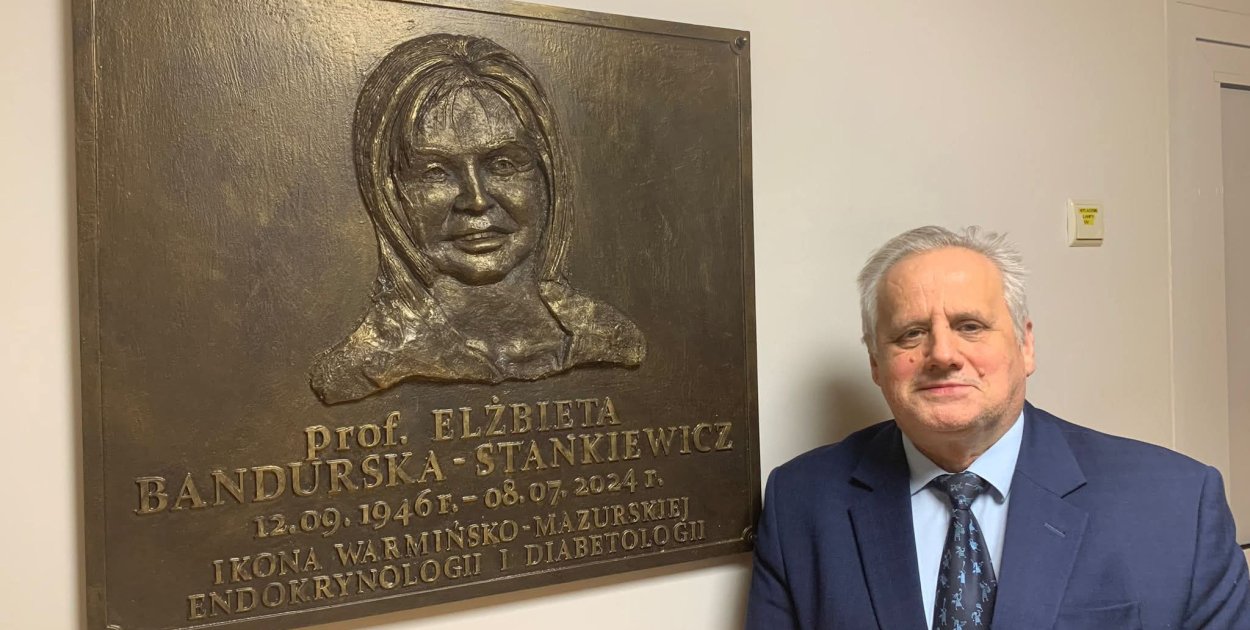 prof. ELŻBIETA
BANDURSKA-STANKIEWICZ
12.09.1946 r. - 08.07.2024 r.
IKONA WARMIŃSKO-MAZURSKIEJ
ENDOKRYNOLOGII I DIABETOLOGII